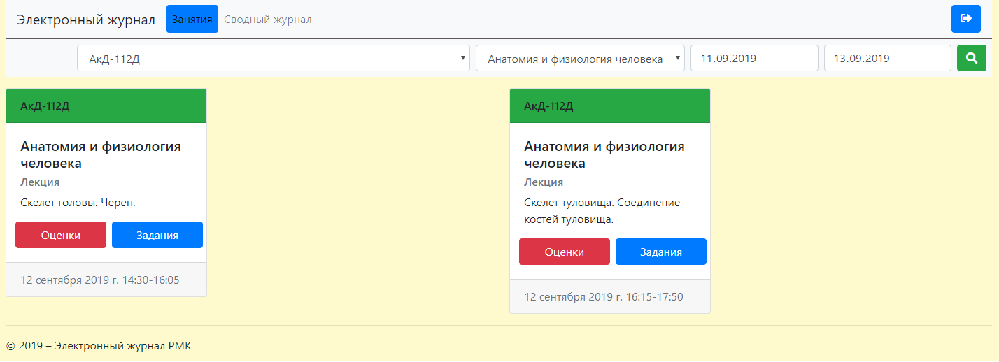 Электронный журнал Занятия Сводный журнал
АкД-112Д Анатомия и физиология человека 11.09.2019 13.09.2019
АкД-112Д
Анатомия и физиология
человека
Лекция
Скелет головы. Череп.
Оценки Задания
12 сентября 2019 г. 14:30-16:05
АкД-112Д
Анатомия и физиология
человека
Лекция
Скелет туловища. Соединение
костей туловища.
Оценки Задания
12 сентября 2019 г. 16:15-17:50
© 2019 – Электронный журнал РМК